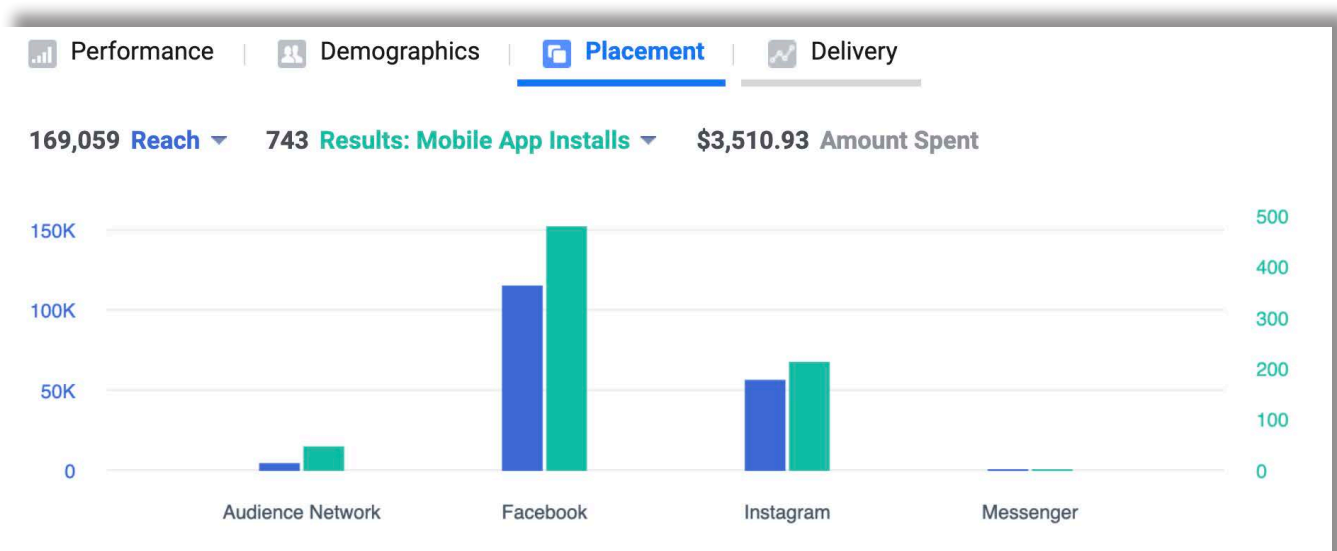 Performance Demographics Placement Delivery
169,059 Reach 743 Results: Mobile App Installs $3,510.93 Amount Spent
500
150K
400
100K
300
200
50K
100
0 0
Audience Network Facebook Instagram Messenger